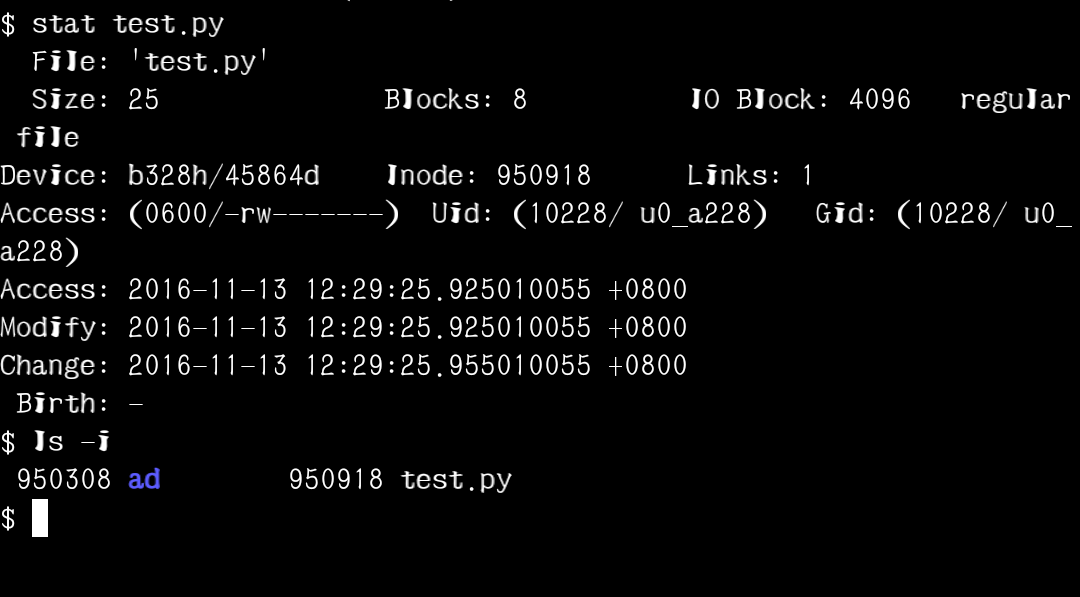 $ stat test.py
  File: 'test.py'
  Size: 25              Blocks: 8          IO Block: 4096   regular
 file
Device: b328h/45864d    Inode: 950918      Links: 1
Access: (0600/-rw-------)  Uid: (10228/ u0_a228)   Gid: (10228/ u0_
a228)
Access: 2016-11-13 12:29:25.925010055 +0800
Modify: 2016-11-13 12:29:25.925010055 +0800
Change: 2016-11-13 12:29:25.955010055 +0800
 Birth: -
$ ls -i
 950308 ad        950918 test.py
$